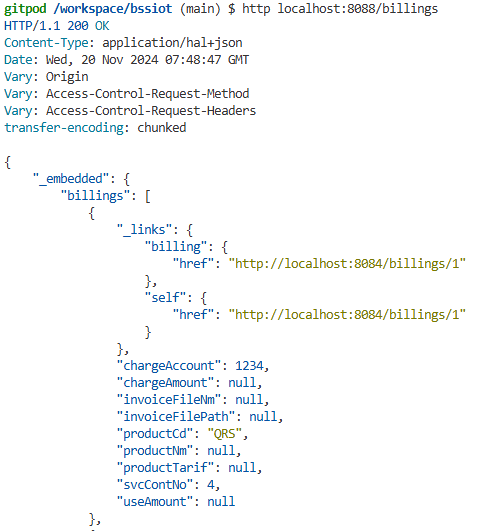 gitpod /workspace/bssiot (main) $ http localhost:8088/billings
HTTP/1.1 200 OK
Content-Type: application/hal+json
Date: Wed, 20 Nov 2024 07:48:47 GMT
Vary: Origin
Vary: Access-Control-Request-Method
Vary: Access-Control-Request-Headers
transfer-encoding: chunked

{
    "_embedded": {
        "billings": [
            {
                "_links": {
                    "billing": {
                        "href": "http://localhost:8084/billings/1"
                    },
                    "self": {
                        "href": "http://localhost:8084/billings/1"
                    }
                },
                "chargeAccount": 1234,
                "chargeAmount": null,
                "invoiceFileNm": null,
                "invoiceFilePath": null,
                "productCd": "QRS",
                "productNm": null,
                "productTarif": null,
                "svcContNo": 4,
                "useAmount": null
            },